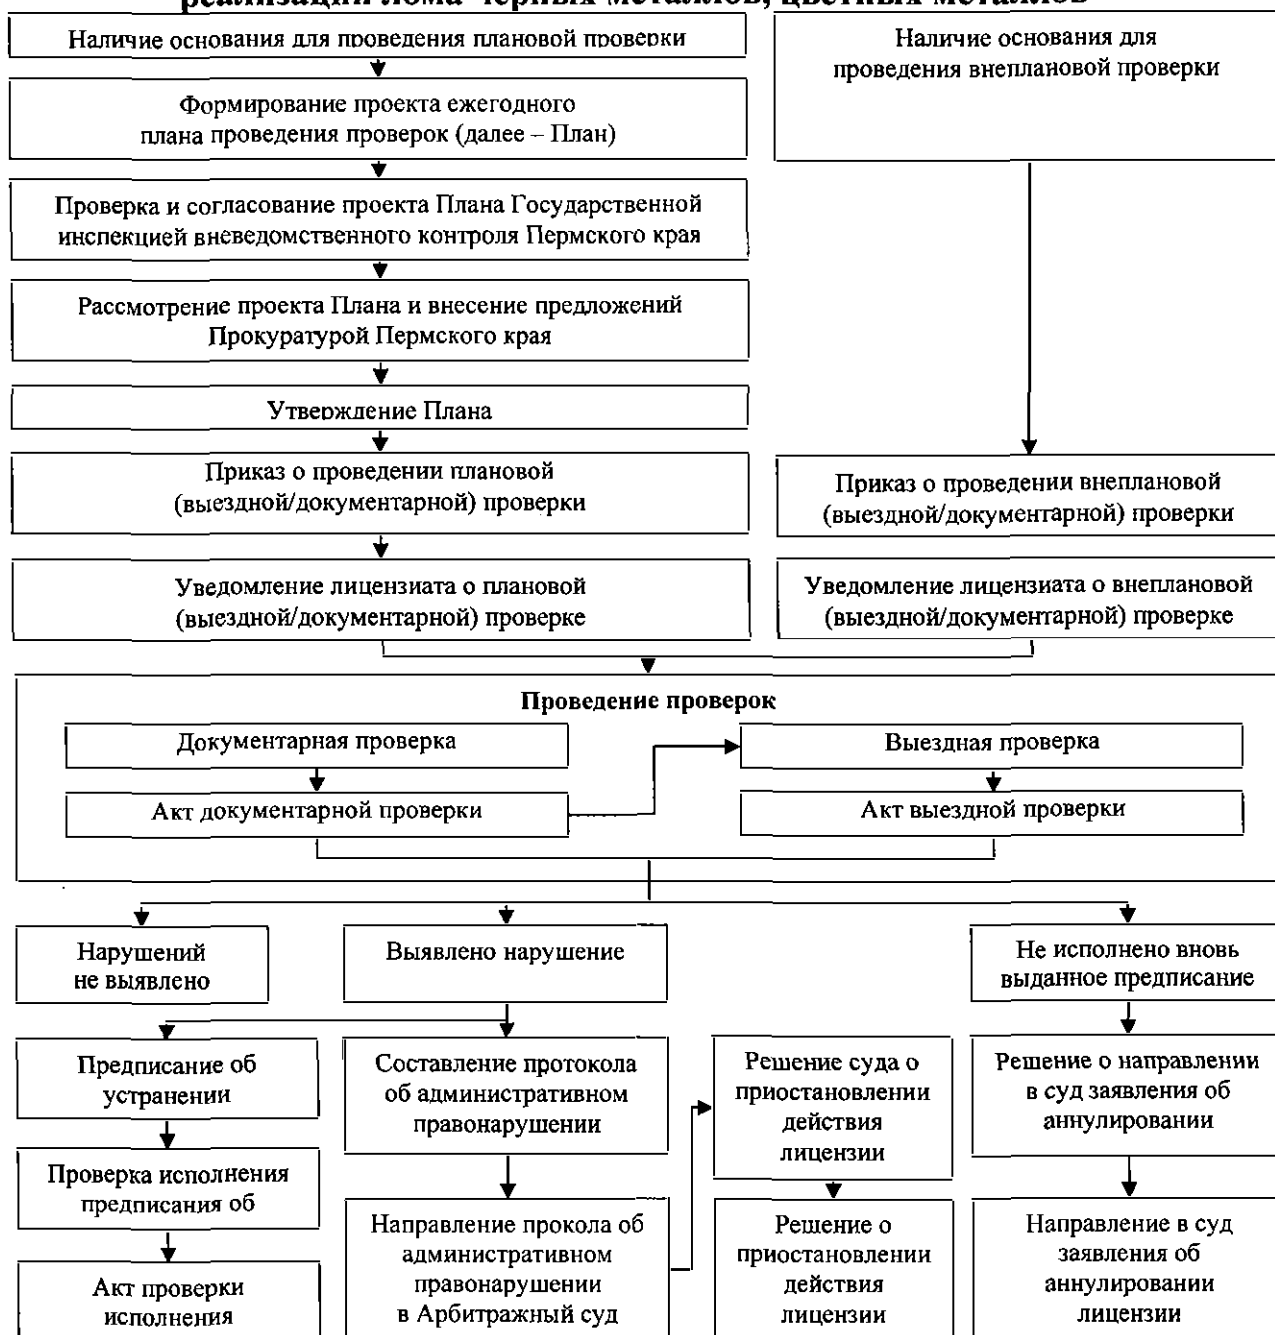 реализации лома черных металлов, цветных металлов
Наличие основания для проведения плановой проверки
Наличие основания для
проведения внеплановой проверки
Формирование проекта ежегодного
плана проведения проверок (далее – План)
Проверка и согласование проекта Плана Государственной
инспекцией вневедомственного контроля Пермского края
Рассмотрение проекта Плана и внесение предложений
Прокуратурой Пермского края
Утверждение Плана
Приказ о проведении плановой
(выездной/документарной) проверки
Приказ о проведении внеплановой
(выездной/документарной) проверки
Уведомление лицензиата о плановой
(выездной/документарной) проверке
Уведомление лицензиата о внеплановой
(выездной/документарной) проверке
Проведение проверок
Документарная проверка
Выездная проверка
Акт документарной проверки
Акт выездной проверки
Нарушений
не выявлено
Выявлено нарушение
Не исполнено вновь
выданное предписание
Предписание об
устранении
Составление протокола
об административном
правонарушении
Решение суда о
приостановлении
действия
лицензии
Решение о направлении
в суд заявления об
аннулировании
Проверка исполнения
предписания об
Направление прокола об
административном
правонарушении
в Арбитражный суд
Решение о
приостановлении
действия
лицензии
Направление в суд
заявления об
аннулировании
лицензии
Акт проверки
исполнения